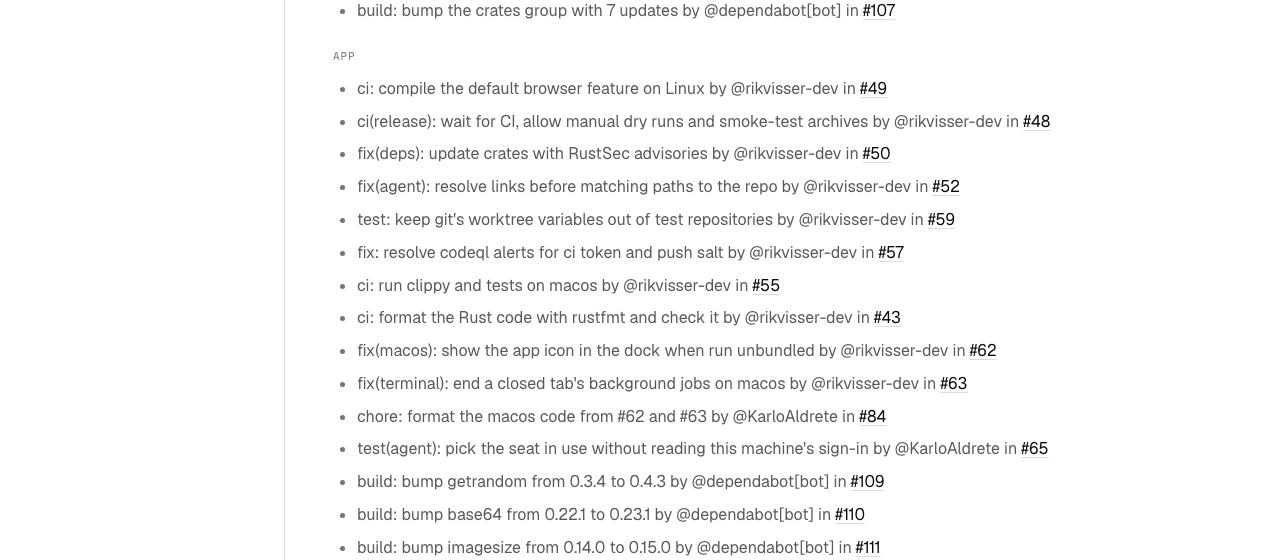 build: bump the crates group with 7 updates by @dependabot[bot] in #107
APP
ci: compile the default browser feature on Linux by @rikvisser-dev in #49
ci(release): wait for CI, allow manual dry runs and smoke-test archives by @rikvisser-dev in #48
fix(deps): update crates with RustSec advisories by @rikvisser-dev in #50
fix(agent): resolve links before matching paths to the repo by @rikvisser-dev in #52
test: keep git's worktree variables out of test repositories by @rikvisser-dev in #59
fix: resolve codeql alerts for ci token and push salt by @rikvisser-dev in #57
ci: run clippy and tests on macos by @rikvisser-dev in #55
ci: format the Rust code with rustfmt and check it by @rikvisser-dev in #43
fix(macos): show the app icon in the dock when run unbundled by @rikvisser-dev in #62
fix(terminal): end a closed tab's background jobs on macos by @rikvisser-dev in #63
chore: format the macos code from #62 and #63 by @KarloAldrete in #84
test(agent): pick the seat in use without reading this machine's sign-in by @KarloAldrete in #65
build: bump getrandom from 0.3.4 to 0.4.3 by @dependabot[bot] in #109
build: bump base64 from 0.22.1 to 0.23.1 by @dependabot[bot] in #110
build: bump imagesize from 0.14.0 to 0.15.0 by @dependabot[bot] in #111